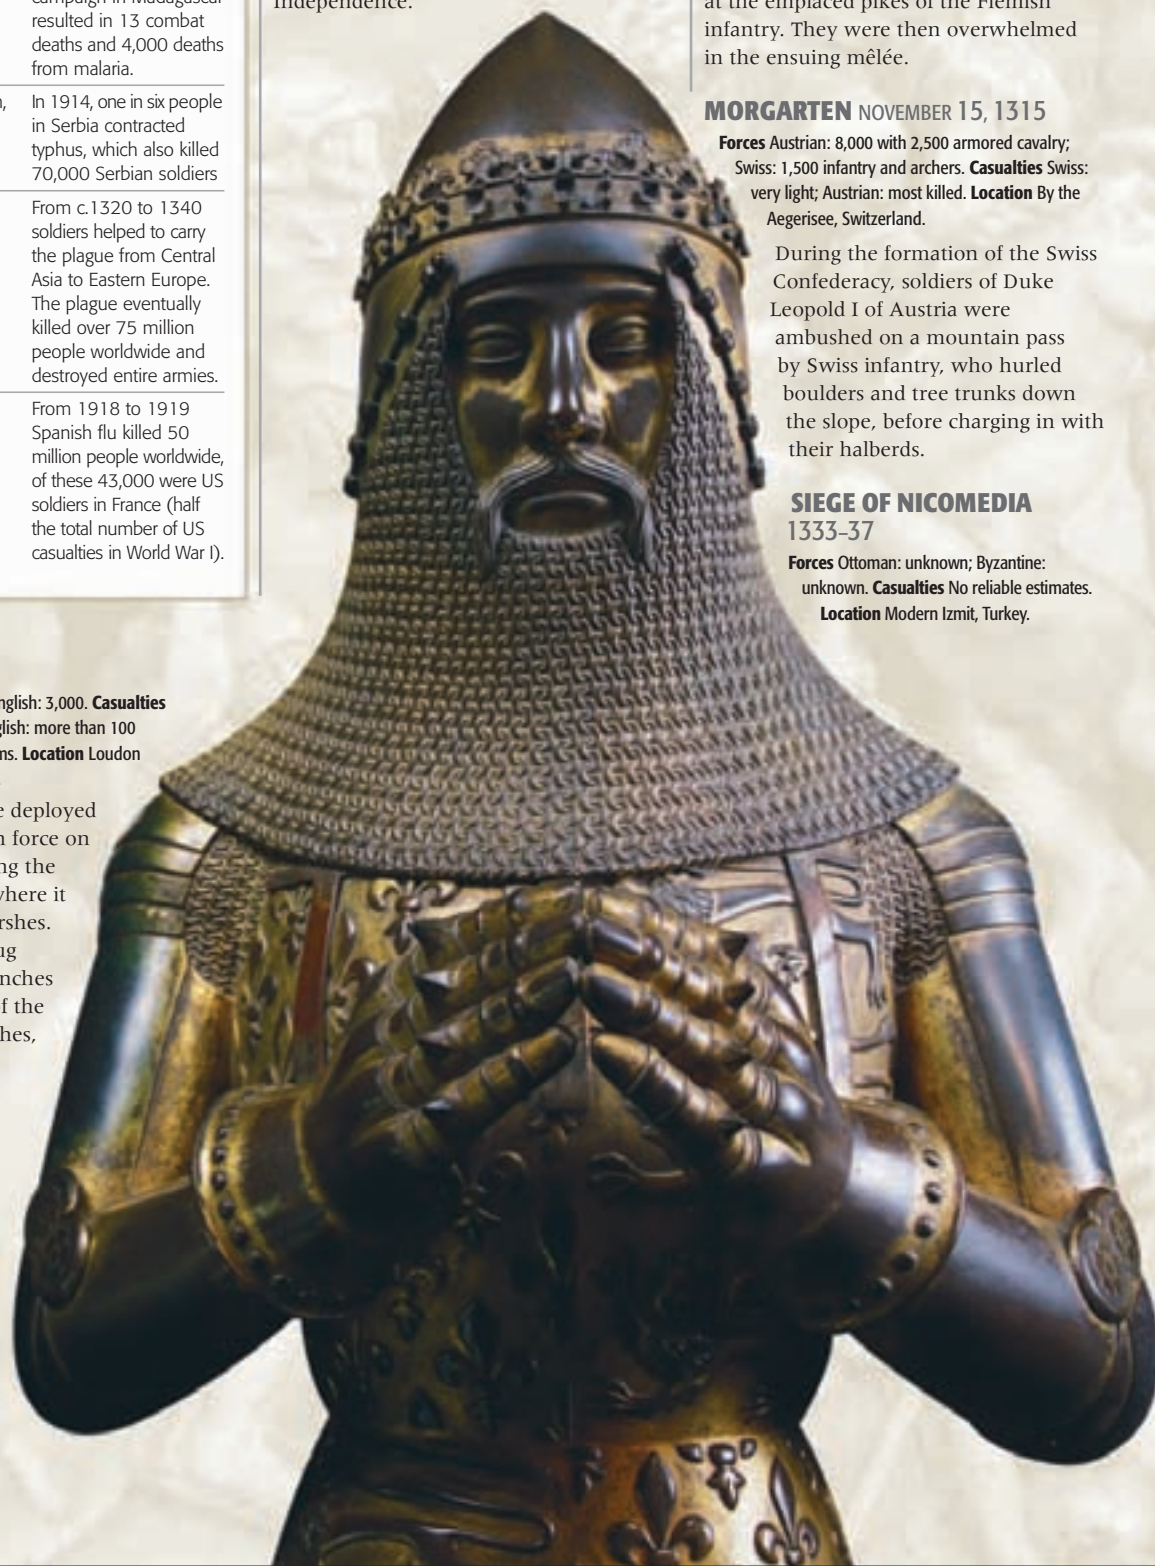 resulted in 13 combat
deaths and 4,000 deaths
from malaria.
In 1914, one in six people
in Serbia contracted
typhus, which also killed
70,000 Serbian soldiers
From c.1320 to 1340
soldiers helped to carry
the plague from Central
Asia to Eastern Europe.
The plague eventually
killed over 75 million
people worldwide and
destroyed entire armies.
From 1918 to 1919
Spanish flu killed 50
million people worldwide,
of these 43,000 were US
soldiers in France (half
the total number of US
casualties in World War I).
nglish: 3,000. Casualties
glish: more than 100
ms. Location Loudon
e deployed
n force on
ng the
where it
rshes.
ug
nches
f the
hes,
Independence.
at the emplaced pikes of the Flemish
infantry. They were then overwhelmed
in the ensuing mêlée.
MORGARTEN NOVEMBER 15, 1315
Forces Austrian: 8,000 with 2,500 armored cavalry;
Swiss: 1,500 infantry and archers. Casualties Swiss:
very light; Austrian: most killed. Location By the
Aegerisee, Switzerland.
During the formation of the Swiss
Confederacy, soldiers of Duke
Leopold I of Austria were
ambushed on a mountain pass
by Swiss infantry, who hurled
boulders and tree trunks down
the slope, before charging in with
their halberds.
SIEGE OF NICOMEDIA
1333–37
Forces Ottoman: unknown; Byzantine:
unknown. Casualties No reliable estimates.
Location Modern Izmit, Turkey.